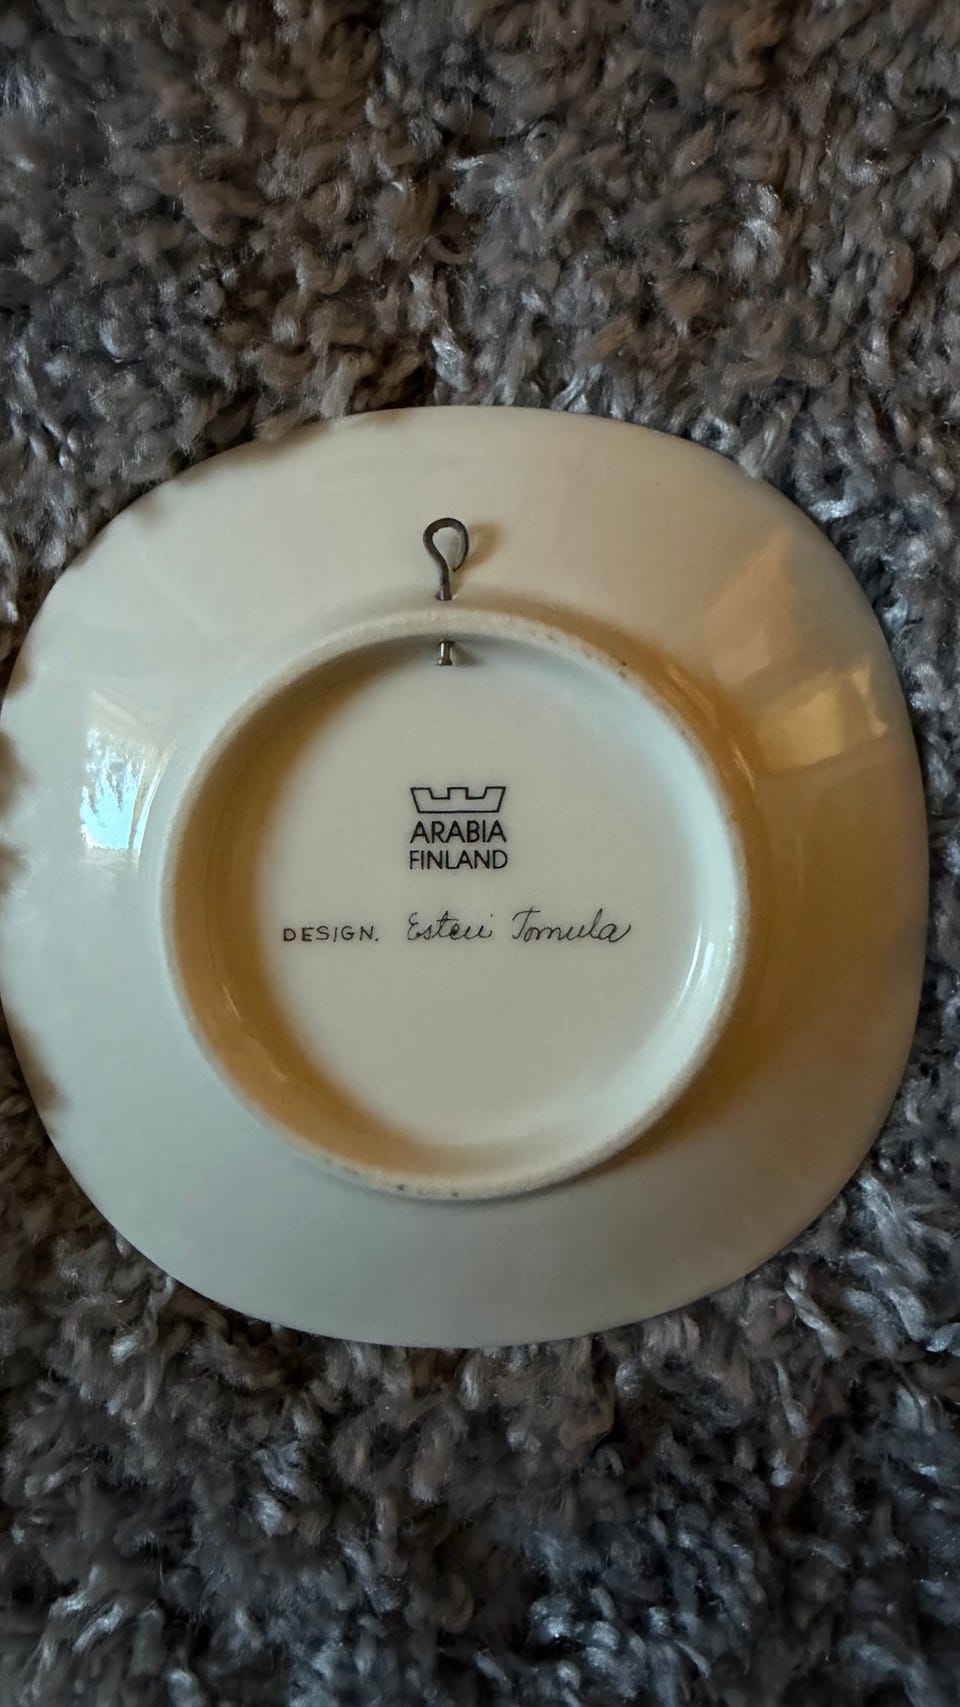 ARABIA
FINLAND
DESIGN. Esteri Tomula